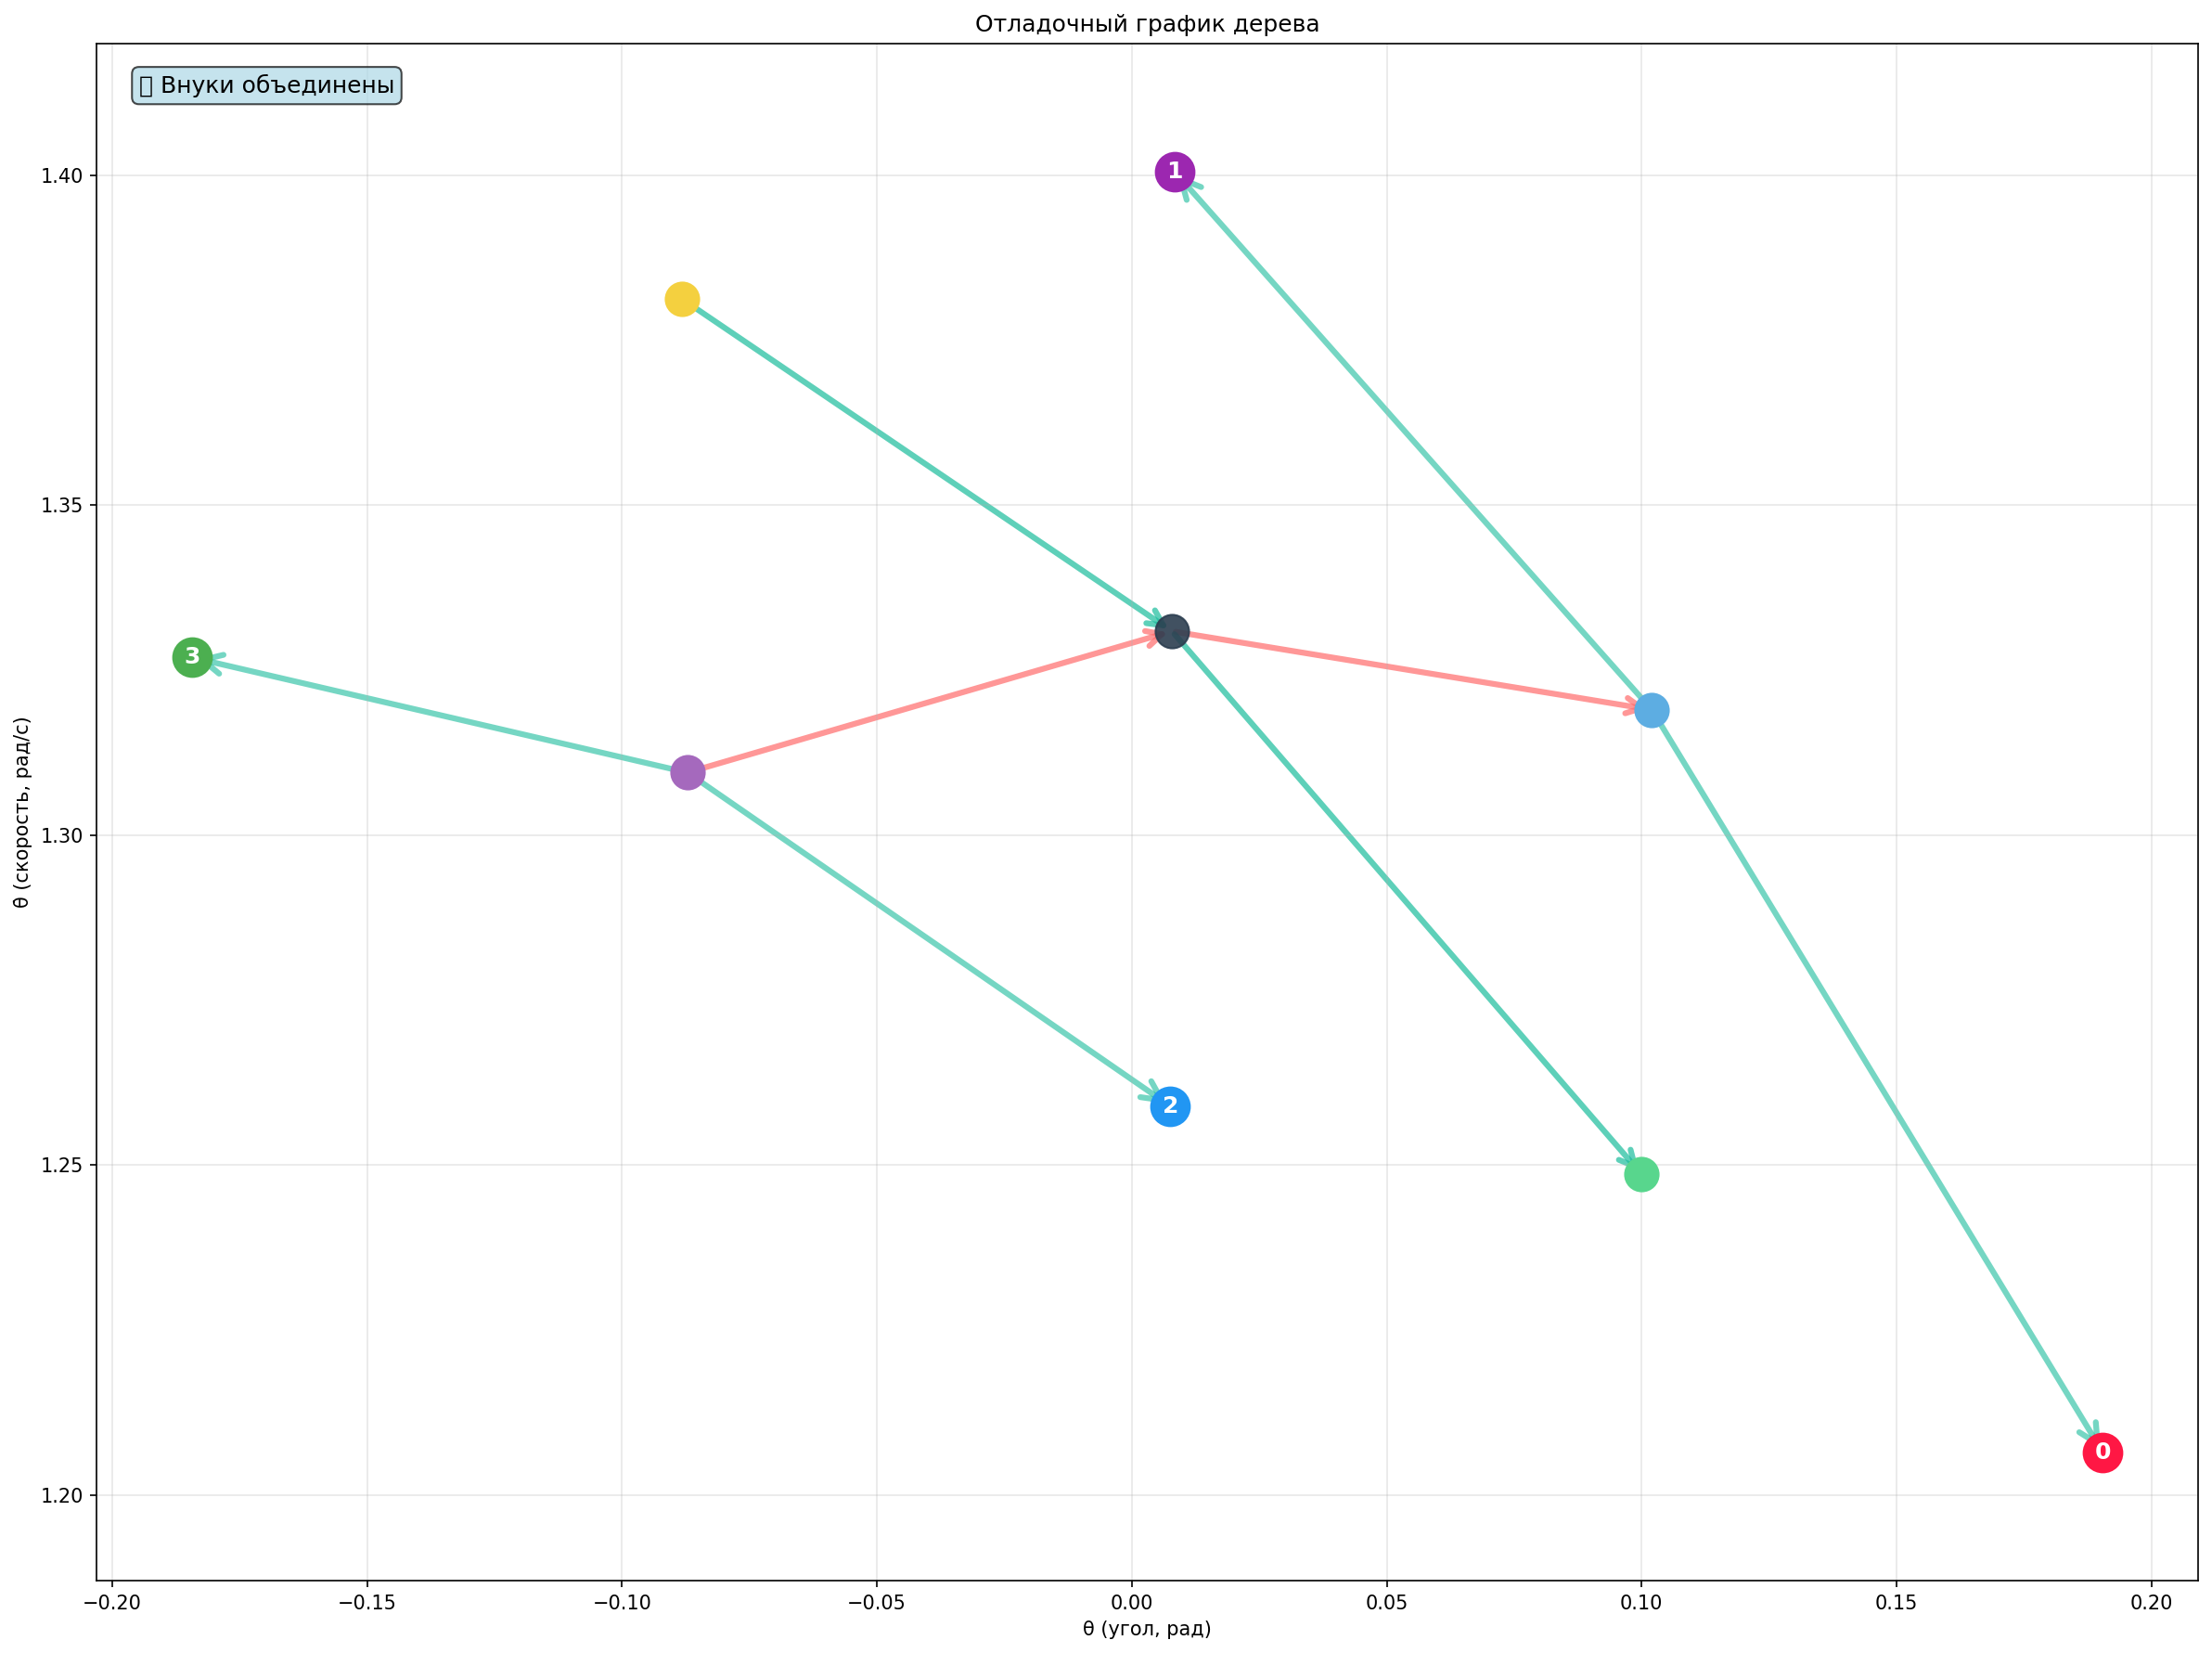 Отладочный график дерева
▯ Внуки объединены
1.40
1.35
1.30
1.25
1.20
θ (скорость, рад/с)
1
3
2
0
−0.20 −0.15 −0.10 −0.05 0.00 0.05 0.10 0.15 0.20
θ (угол, рад)